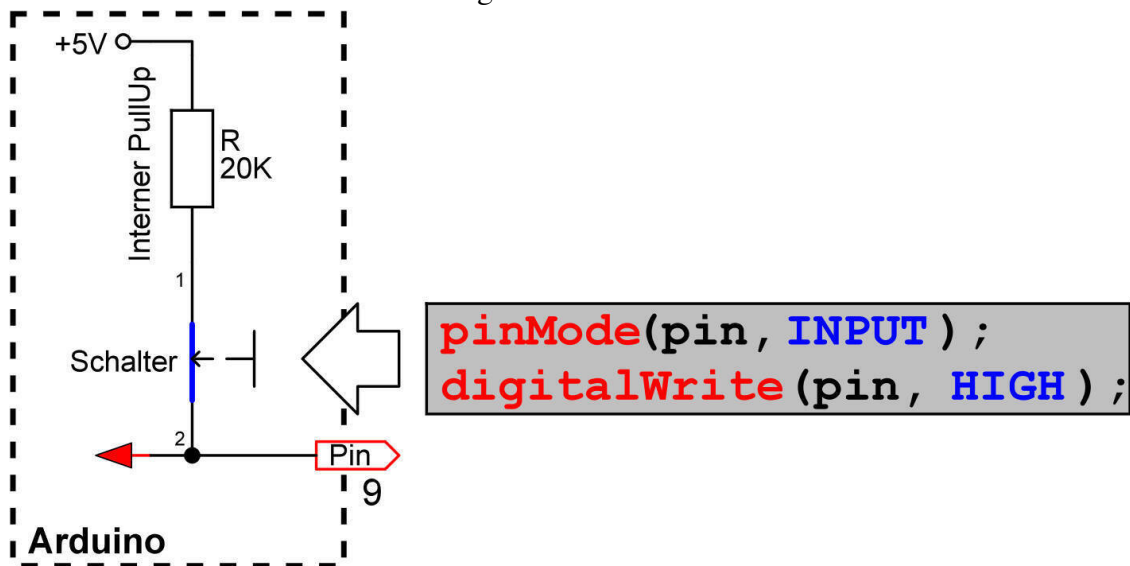 +5V
Interner PullUp
R
20K
1
Schalter
2
Pin
9
Arduino
pinMode(pin, INPUT);
digitalWrite(pin, HIGH);